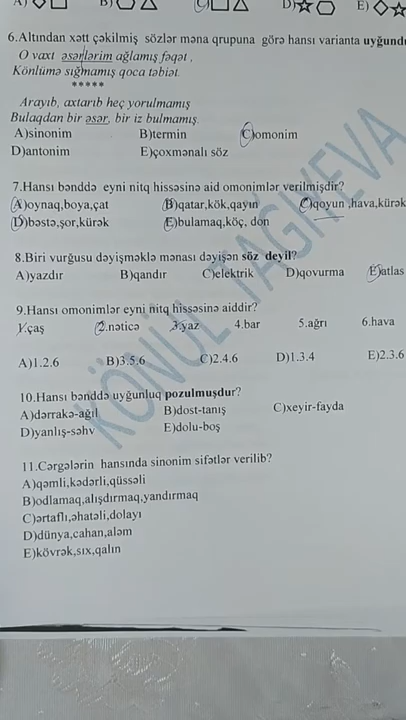 A) B) C) D) E)
6.Altından xətt çəkilmiş sözlər məna qrupuna görə hansı varianta uyğundur
O vaxt əsərlərim ağlamış fəqət ,
Könlümə sığmamış qoca təbiət.
*****
Arayıb, axtarıb heç yorulmamış
Bulaqdan bir əsər, bir iz bulmamış.
A)sinonim B)termin C)omonim
D)antonim E)çoxmənalı söz
7.Hansı bənddə eyni nitq hissəsinə aid omonimlər verilmişdir?
A)oynaq,boya,çat B)qatar,kök,qayın C)qoyun ,hava,kürək
D)bəstə,şor,kürək E)bulamaq,köç, don
8.Biri vurğusu dəyişməklə mənası dəyişən söz deyil?
A)yazdır B)qandır C)elektrik D)qovurma E)atlas
9.Hansı omonimlər eyni nitq hissəsinə aiddir?
1.çaş 2.nəticə 3.yaz 4.bar 5.ağrı 6.hava
A)1.2.6 B)3.5.6 C)2.4.6 D)1.3.4 E)2.3.6
10.Hansı bənddə uyğunluq pozulmuşdur?
A)dərrakə-ağıl B)dost-tanış C)xeyir-fayda
D)yanlış-səhv E)dolu-boş
11.Cərgələrin hansında sinonim sifətlər verilib?
A)qəmli,kədərli,qüssəli
B)odlamaq,alışdırmaq,yandırmaq
C)ərtaflı,əhatəli,dolayı
D)dünya,cahan,aləm
E)kövrək,sıx,qalın
KÖNÜL TAGIYEVA